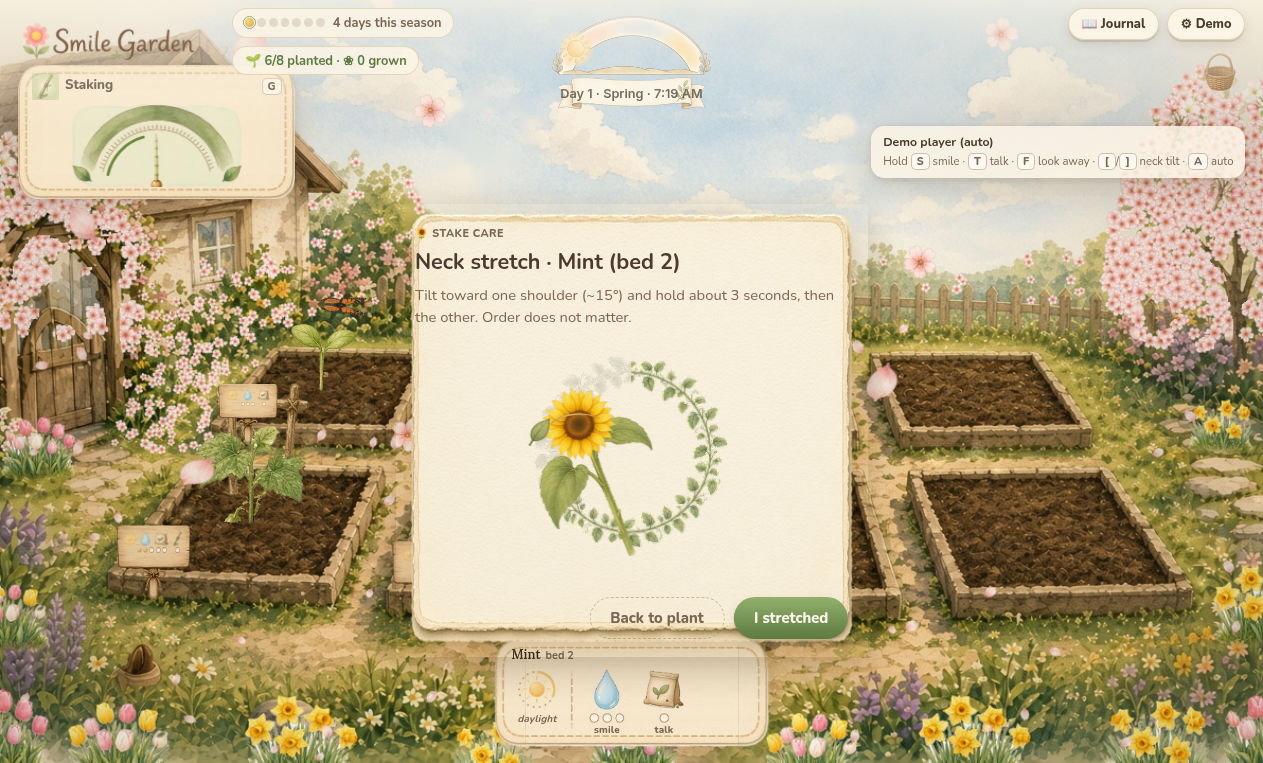 Smile Garden
4 days this season
6/8 planted · 0 grown
Staking
G
Day 1 · Spring · 7:19 AM
Journal
Demo
Demo player (auto)
Hold S smile · T talk · F look away · [ / ] neck tilt · A auto
STAKE CARE
Neck stretch · Mint (bed 2)
Tilt toward one shoulder (~15°) and hold about 3 seconds, then
the other. Order does not matter.
Back to plant
I stretched
Mint bed 2
daylight
smile
talk